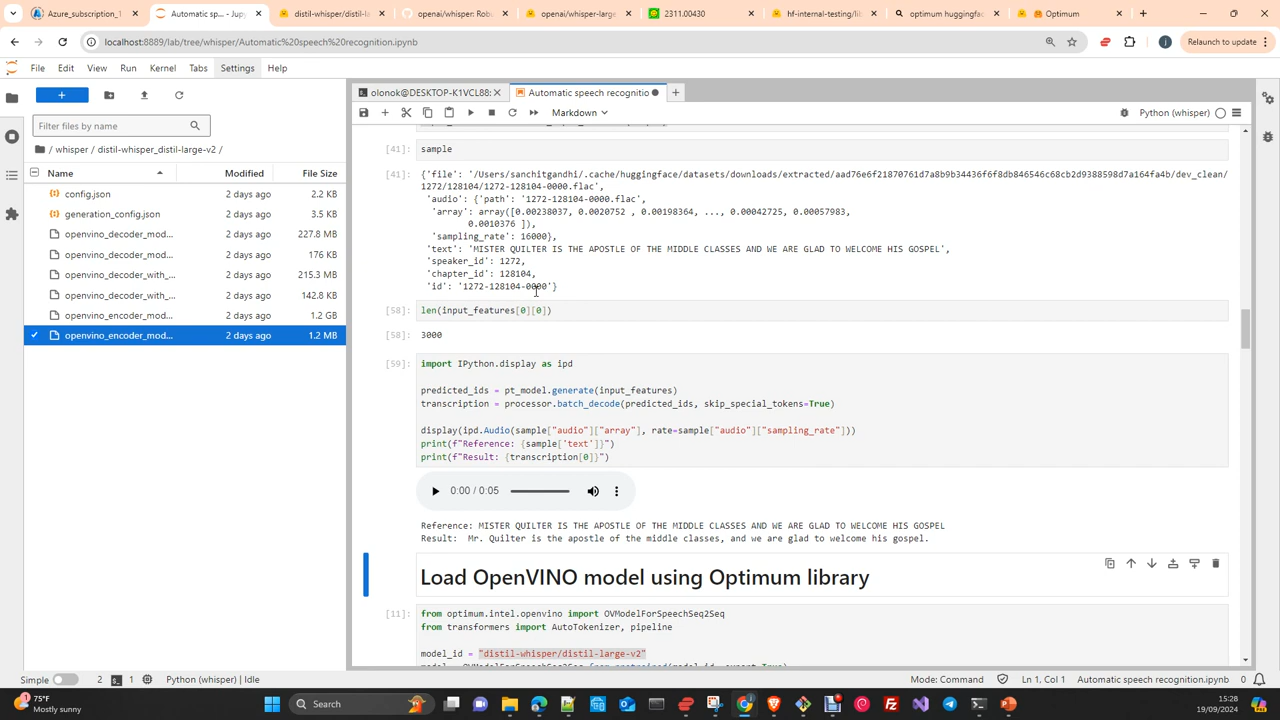 Azure_subscription_1
Automatic sp... - Jupy
distil-whisper/distil-la
openai/whisper: Robu
openai/whisper-large
2311.00430
hf-internal-testing/lib
optimum huggingfac
Optimum
localhost:8889/lab/tree/whisper/Automatic%20speech%20recognition.ipynb
Relaunch to update
File Edit View Run Kernel Tabs Settings Help
olonok@DESKTOP-K1VCL88:
Automatic speech recognitio
Filter files by name
Markdown
Python (whisper)
/ whisper / distil-whisper_distil-large-v2 /
Name Modified File Size
config.json 2 days ago 2.2 KB
generation_config.json 2 days ago 3.5 KB
openvino_decoder_mod... 2 days ago 227.8 MB
openvino_decoder_mod... 2 days ago 176 KB
openvino_decoder_with_... 2 days ago 215.3 MB
openvino_decoder_with_... 2 days ago 142.8 KB
openvino_encoder_mod... 2 days ago 1.2 GB
openvino_encoder_mod... 2 days ago 1.2 MB
[41]: sample
[41]: {'file': '/Users/sanchitgandhi/.cache/huggingface/datasets/downloads/extracted/aad76e6f21870761d7a8b9b34436f6f8db846546c68cb2d9388598d7a164fa4b/dev_clean/
1272/128104/1272-128104-0000.flac',
'audio': {'path': '1272-128104-0000.flac',
'array': array([0.00238037, 0.0020752 , 0.00198364, ..., 0.00042725, 0.00057983,
0.0010376 ]),
'sampling_rate': 16000},
'text': 'MISTER QUILTER IS THE APOSTLE OF THE MIDDLE CLASSES AND WE ARE GLAD TO WELCOME HIS GOSPEL',
'speaker_id': 1272,
'chapter_id': 128104,
'id': '1272-128104-0000'}
[58]: len(input_features[0][0])
[58]: 3000
[59]: import IPython.display as ipd
predicted_ids = pt_model.generate(input_features)
transcription = processor.batch_decode(predicted_ids, skip_special_tokens=True)
display(ipd.Audio(sample["audio"]["array"], rate=sample["audio"]["sampling_rate"]))
print(f"Reference: {sample['text']}")
print(f"Result: {transcription[0]}")
0:00 / 0:05
Reference: MISTER QUILTER IS THE APOSTLE OF THE MIDDLE CLASSES AND WE ARE GLAD TO WELCOME HIS GOSPEL
Result: Mr. Quilter is the apostle of the middle classes, and we are glad to welcome his gospel.
Load OpenVINO model using Optimum library
[11]: from optimum.intel.openvino import OVModelForSpeechSeq2Seq
from transformers import AutoTokenizer, pipeline
model_id = "distil-whisper/distil-large-v2"
Simple 2 1 Python (whisper) | Idle
Mode: Command Ln 1, Col 1 Automatic speech recognition.ipynb 0
75°F
Mostly sunny
Search
15:28
19/09/2024